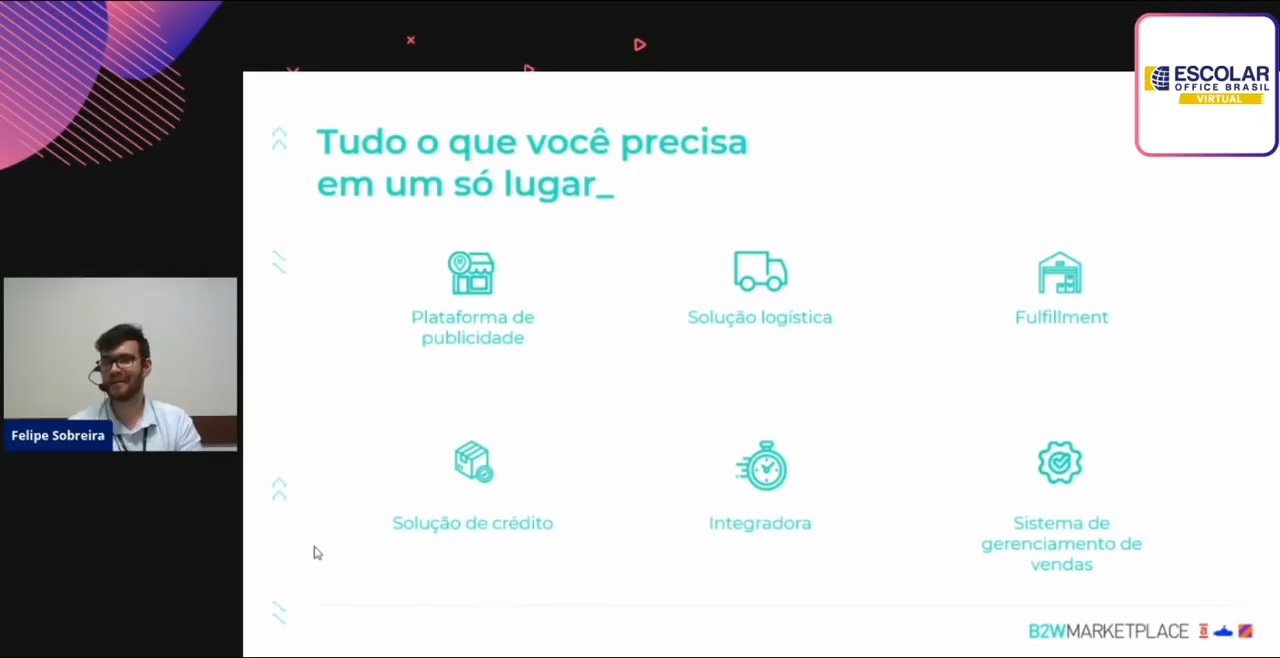 ESCOLAR
OFFICE BRASIL
VIRTUAL
Tudo o que você precisa
em um só lugar_
Plataforma de
publicidade
Solução logística
Fulfillment
Felipe Sobreira
Solução de crédito
Integradora
Sistema de
gerenciamento de
vendas
B2WMARKETPLACE